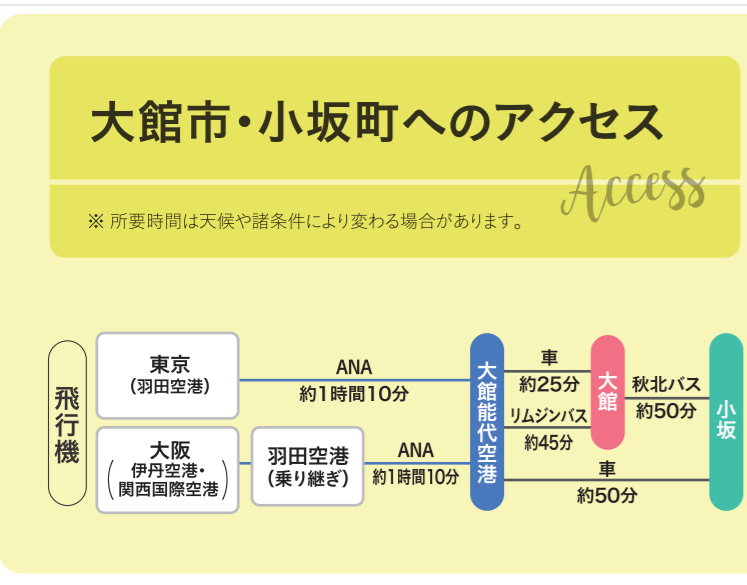 大館市・小坂町へのアクセス
Access
※ 所要時間は天候や諸条件により変わる場合があります。
飛行機
東京
(羽田空港)
ANA
約1時間10分
大阪
(伊丹空港・
関西国際空港)
羽田空港
(乗り継ぎ)
ANA
約1時間10分
大館能代空港
車
約25分
リムジンバス
約45分
大館
秋北バス
約50分
車
約50分
小坂